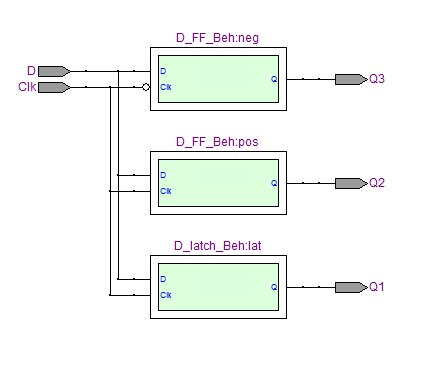 D_FF_Beh:neg
D
D
Q
Q3
Clk
Clk
D_FF_Beh:pos
D
Q
Q2
Clk
D_latch_Beh:lat
D
Q
Q1
Clk